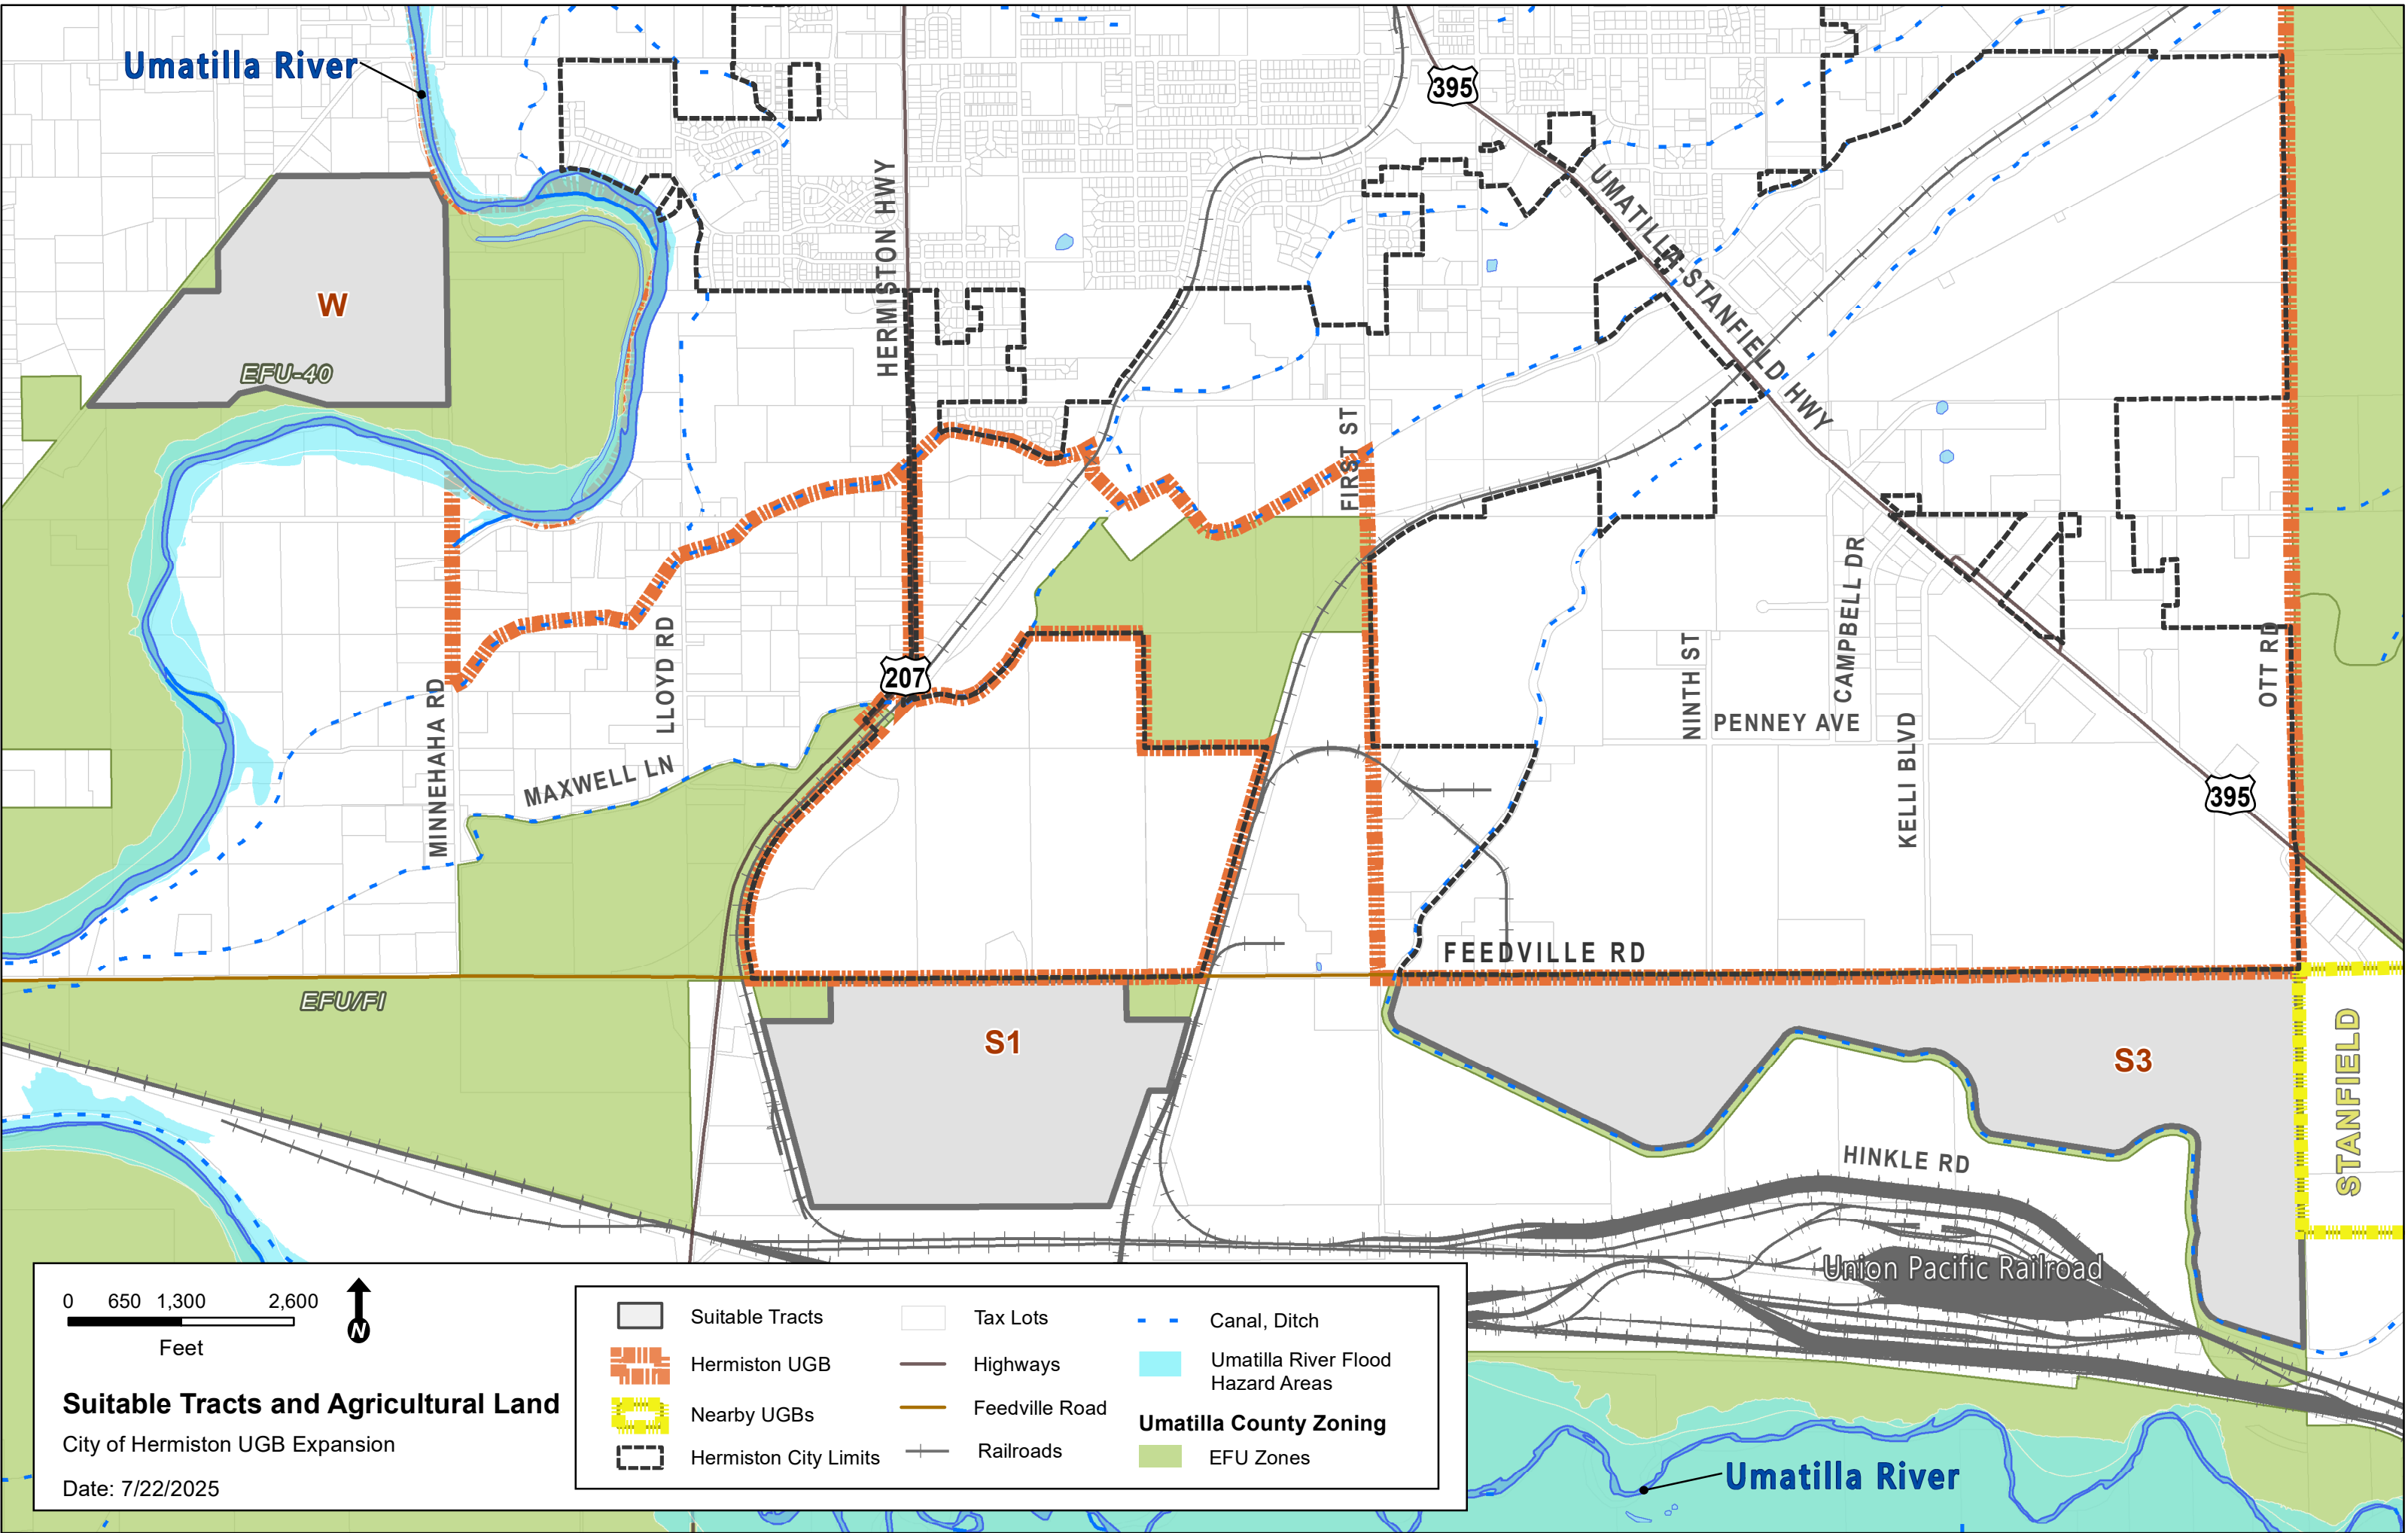 Umatilla River
395
HERMISTON HWY
UMATILLA-STANFIELD HWY
W
EFU-40
FIRST ST
207
LLOYD RD
MINNEHAHA RD
MAXWELL LN
NINTH ST
CAMPBELL DR
PENNEY AVE
KELLI BLVD
OTT RD
395
FEEDVILLE RD
EFU/FI
S1
S3
STANFIELD
HINKLE RD
Union Pacific Railroad
Umatilla River
0 650 1,300 2,600
Feet
N
Suitable Tracts and Agricultural Land
City of Hermiston UGB Expansion
Date: 7/22/2025
Suitable Tracts
Hermiston UGB
Nearby UGBs
Hermiston City Limits
Tax Lots
Highways
Feedville Road
Railroads
Canal, Ditch
Umatilla River Flood
Hazard Areas
Umatilla County Zoning
EFU Zones